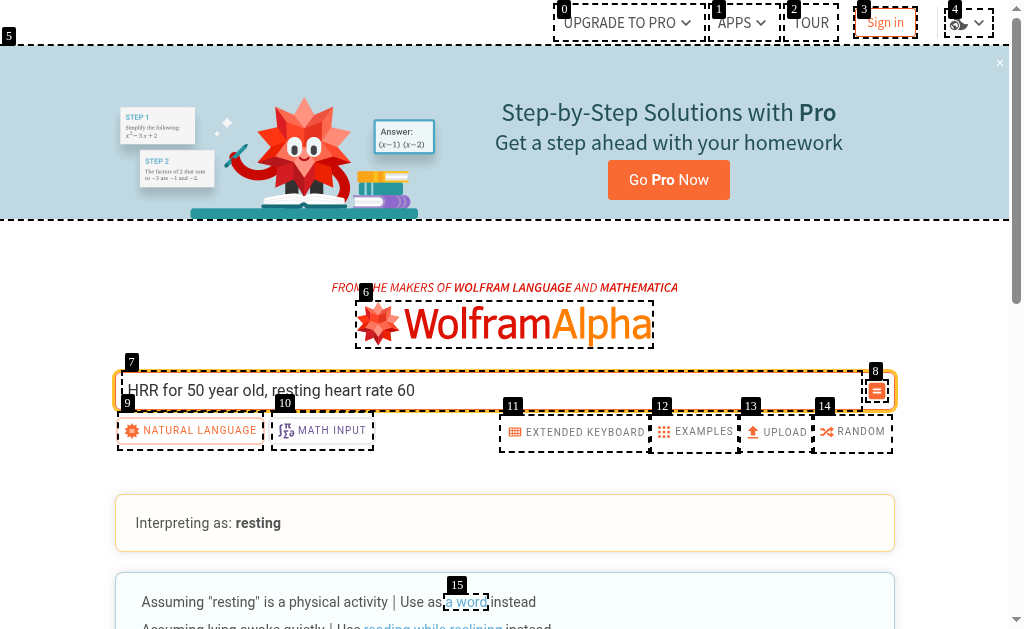 0 UPGRADE TO PRO
1 APPS
2 TOUR
3 Sign in
4
5
×
STEP 1
Simplify the following:
x² − 3 x + 2
STEP 2
The factors of 2 that sum
to −3 are −1 and −2.
Answer:
(x−1) (x−2)
Step-by-Step Solutions with Pro
Get a step ahead with your homework
Go Pro Now
FROM THE MAKERS OF WOLFRAM LANGUAGE AND MATHEMATICA
6
WolframAlpha
7
8
HRR for 50 year old, resting heart rate 60
9 NATURAL LANGUAGE
10 MATH INPUT
11 EXTENDED KEYBOARD
12 EXAMPLES
13 UPLOAD
14 RANDOM
Interpreting as: resting
15
Assuming "resting" is a physical activity | Use as a word instead
Assuming lying awake quietly | Use reading while reclining instead